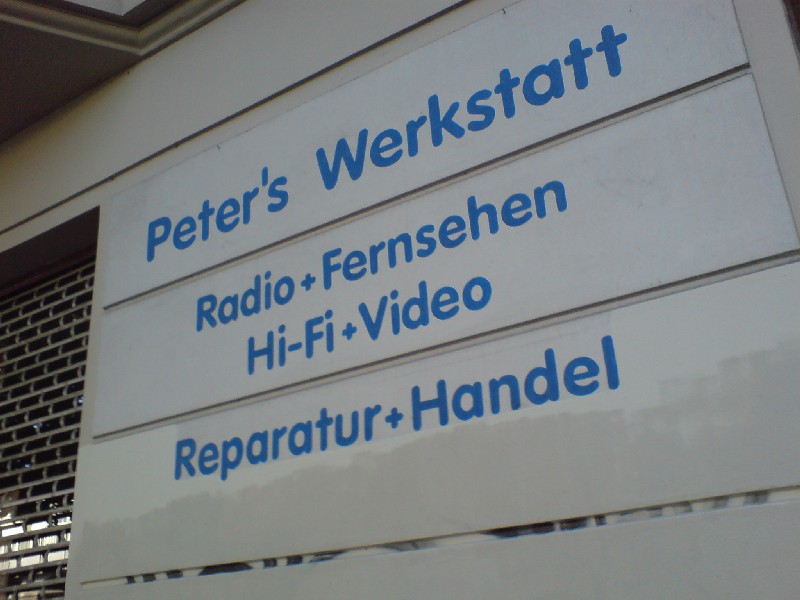 Peter's Werkstatt
Radio+Fernsehen
Hi-Fi+Video
Reparatur+Handel